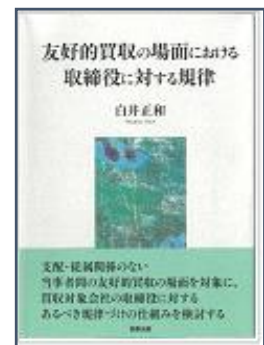 友好的買収の場面における
取締役に対する規律
白井正和
支配・従属関係のない
当事者間の友好的買収の場面を対象に、
買収対象会社の取締役に対する
あるべき規律づけの仕組みを検討する